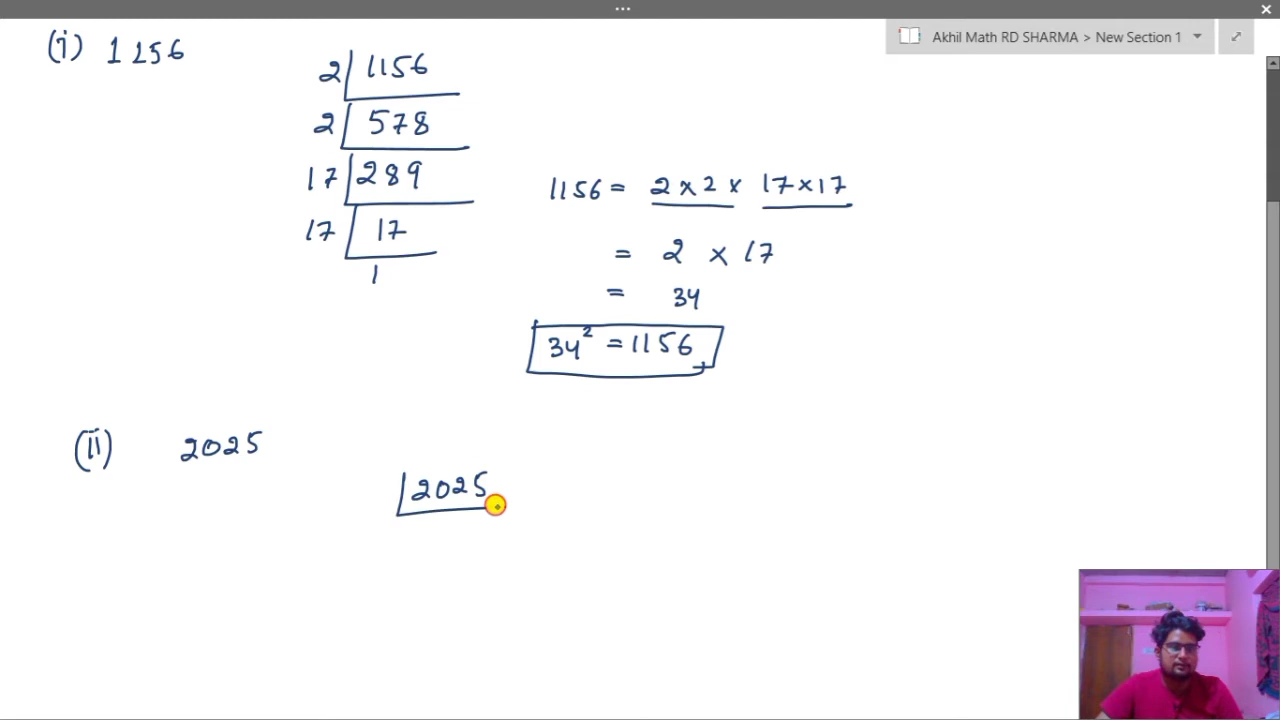 ...
Akhil Math RD SHARMA > New Section 1
(i) 1156
2 | 1156
2 | 578
17 | 289
17 | 17
1
1156 = 2 × 2 × 17 × 17
= 2 × 17
= 34
34² = 1156
(ii) 2025
2025